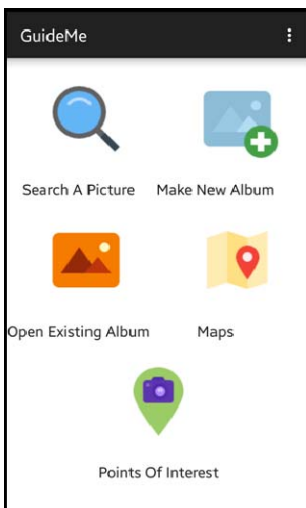 GuideMe
Search A Picture Make New Album
Open Existing Album Maps
Points Of Interest